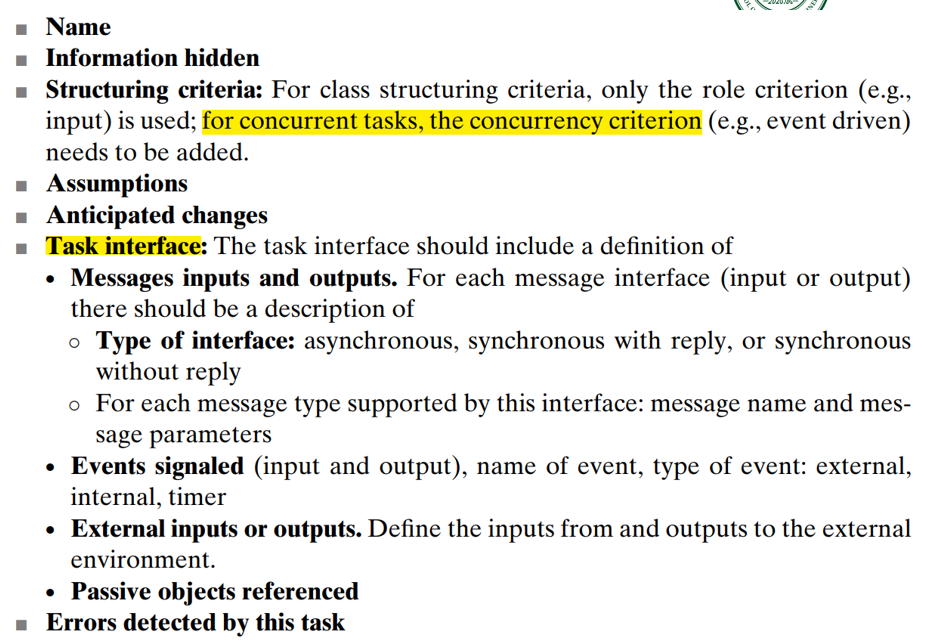 ■ Name
■ Information hidden
■ Structuring criteria: For class structuring criteria, only the role criterion (e.g.,
input) is used; for concurrent tasks, the concurrency criterion (e.g., event driven)
needs to be added.
■ Assumptions
■ Anticipated changes
■ Task interface: The task interface should include a definition of
• Messages inputs and outputs. For each message interface (input or output)
there should be a description of
○ Type of interface: asynchronous, synchronous with reply, or synchronous
without reply
○ For each message type supported by this interface: message name and mes-
sage parameters
• Events signaled (input and output), name of event, type of event: external,
internal, timer
• External inputs or outputs. Define the inputs from and outputs to the external
environment.
• Passive objects referenced
■ Errors detected by this task